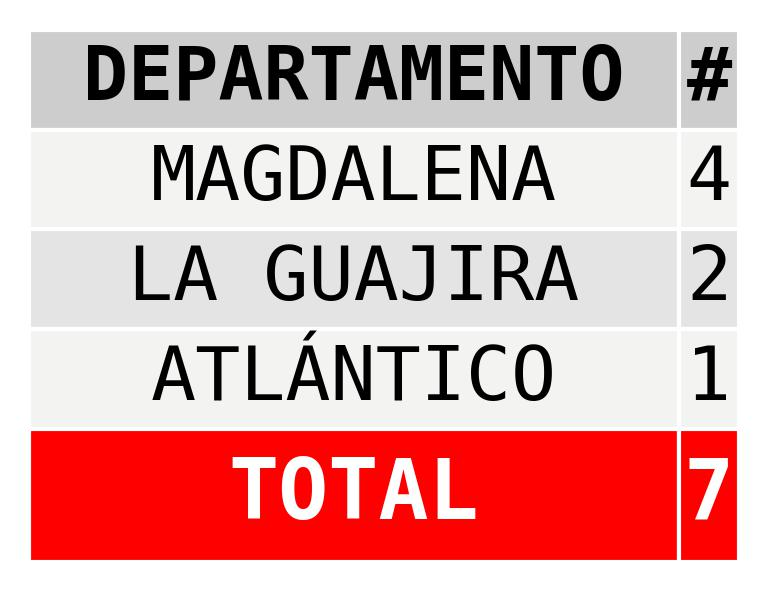 DEPARTAMENTO #
MAGDALENA 4
LA GUAJIRA 2
ATLÁNTICO 1
TOTAL 7